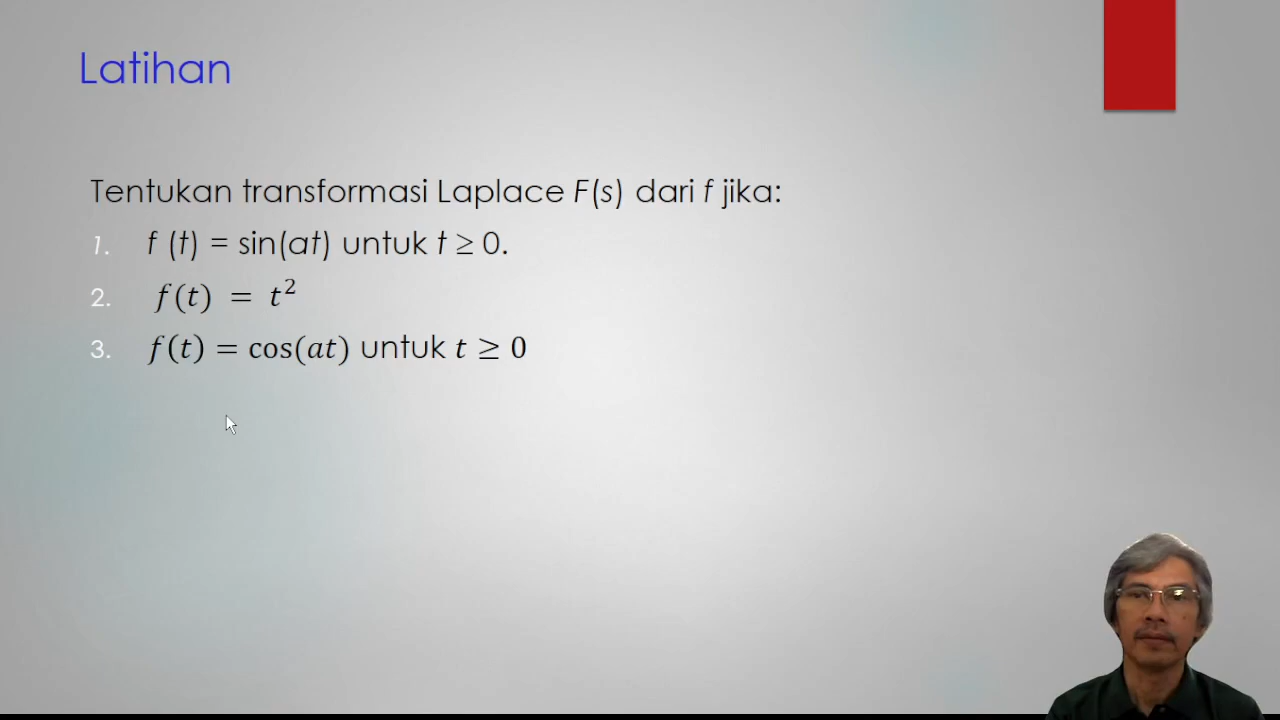 Latihan
Tentukan transformasi Laplace F(s) dari f jika:
1. f (t) = sin(at) untuk t ≥ 0.
2. f(t) = t²
3. f(t) = cos(at) untuk t ≥ 0